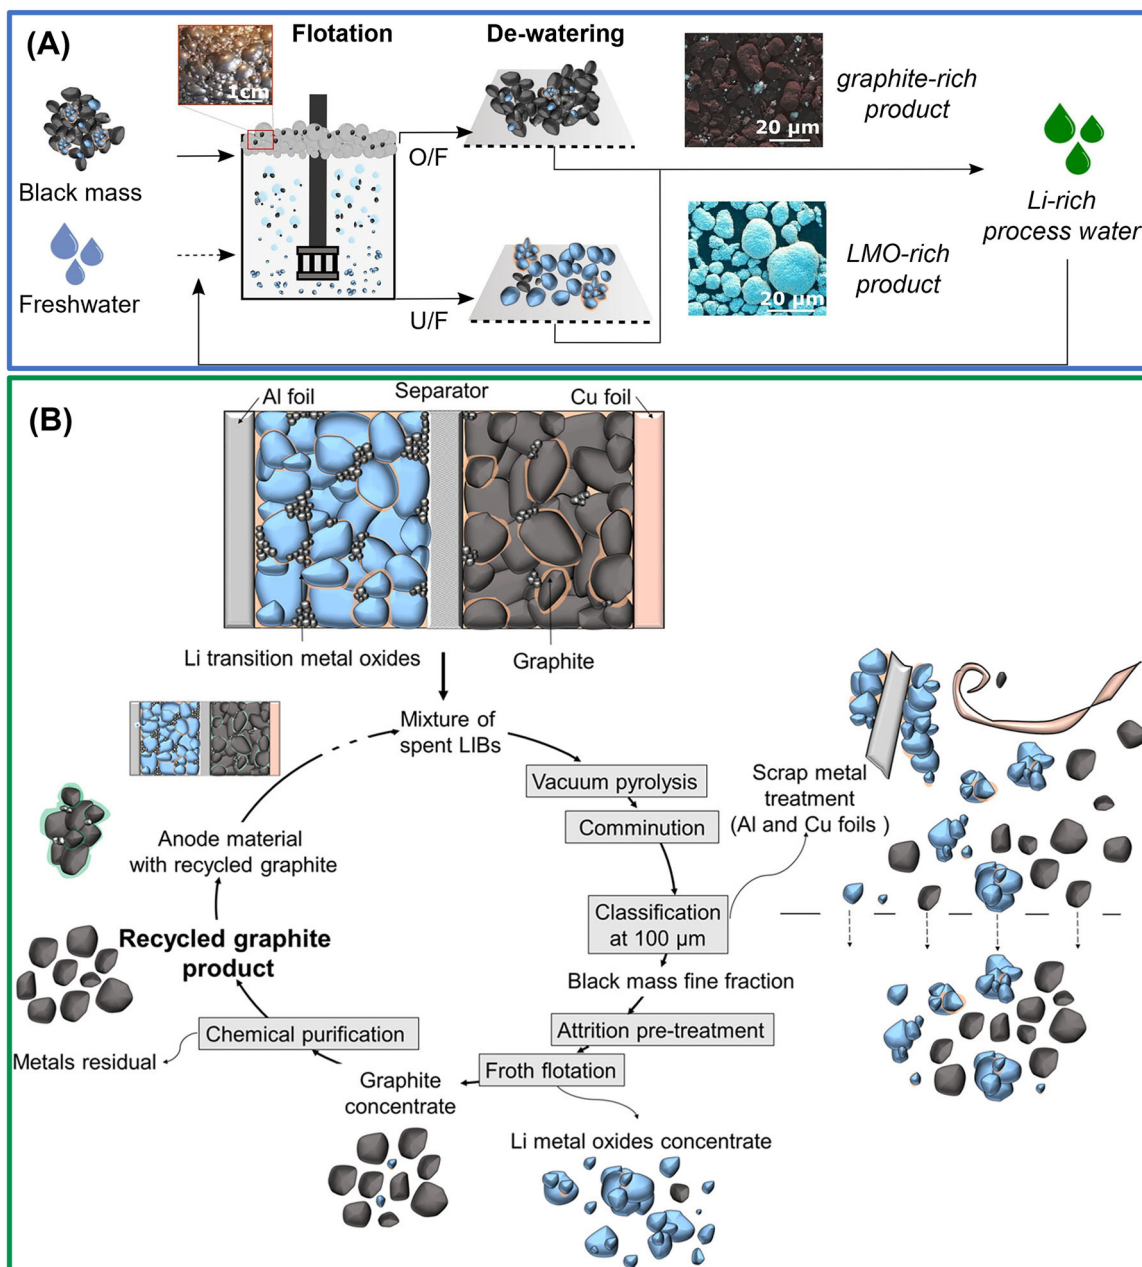 (A)
Flotation
De-watering
1cm
graphite-rich
product
20 µm
Black mass
O/F
Li-rich
process water
LMO-rich
product
20 µm
Freshwater
U/F
(B)
Al foil
Separator
Cu foil
Li transition metal oxides
Graphite
Mixture of
spent LIBs
Vacuum pyrolysis
Scrap metal
treatment
(Al and Cu foils )
Comminution
Anode material
with recycled graphite
Classification
at 100 µm
Recycled graphite
product
Black mass fine fraction
Attrition pre-treatment
Chemical purification
Metals residual
Froth flotation
Graphite
concentrate
Li metal oxides concentrate